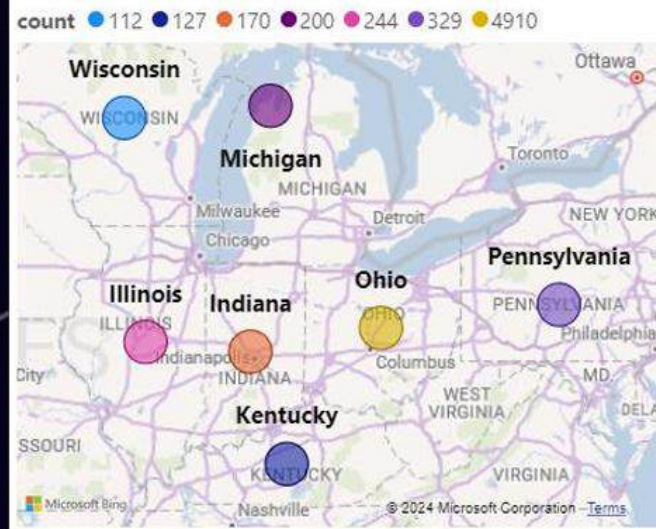 count 112 127 170 200 244 329 4910
Wisconsin
WISCONSIN
Ottawa
Michigan
MICHIGAN
Toronto
Milwaukee
Detroit
NEW YORK
Chicago
Pennsylvania
PENNSYLVANIA
Ohio
OHIO
Illinois
ILLINOIS
Indiana
Philadelphia
Indianapolis
INDIANA
Columbus
City
MD.
WEST
VIRGINIA
DELA
Kentucky
KENTUCKY
SSOURI
VIRGINIA
Nashville
Microsoft Bing
© 2024 Microsoft Corporation Terms